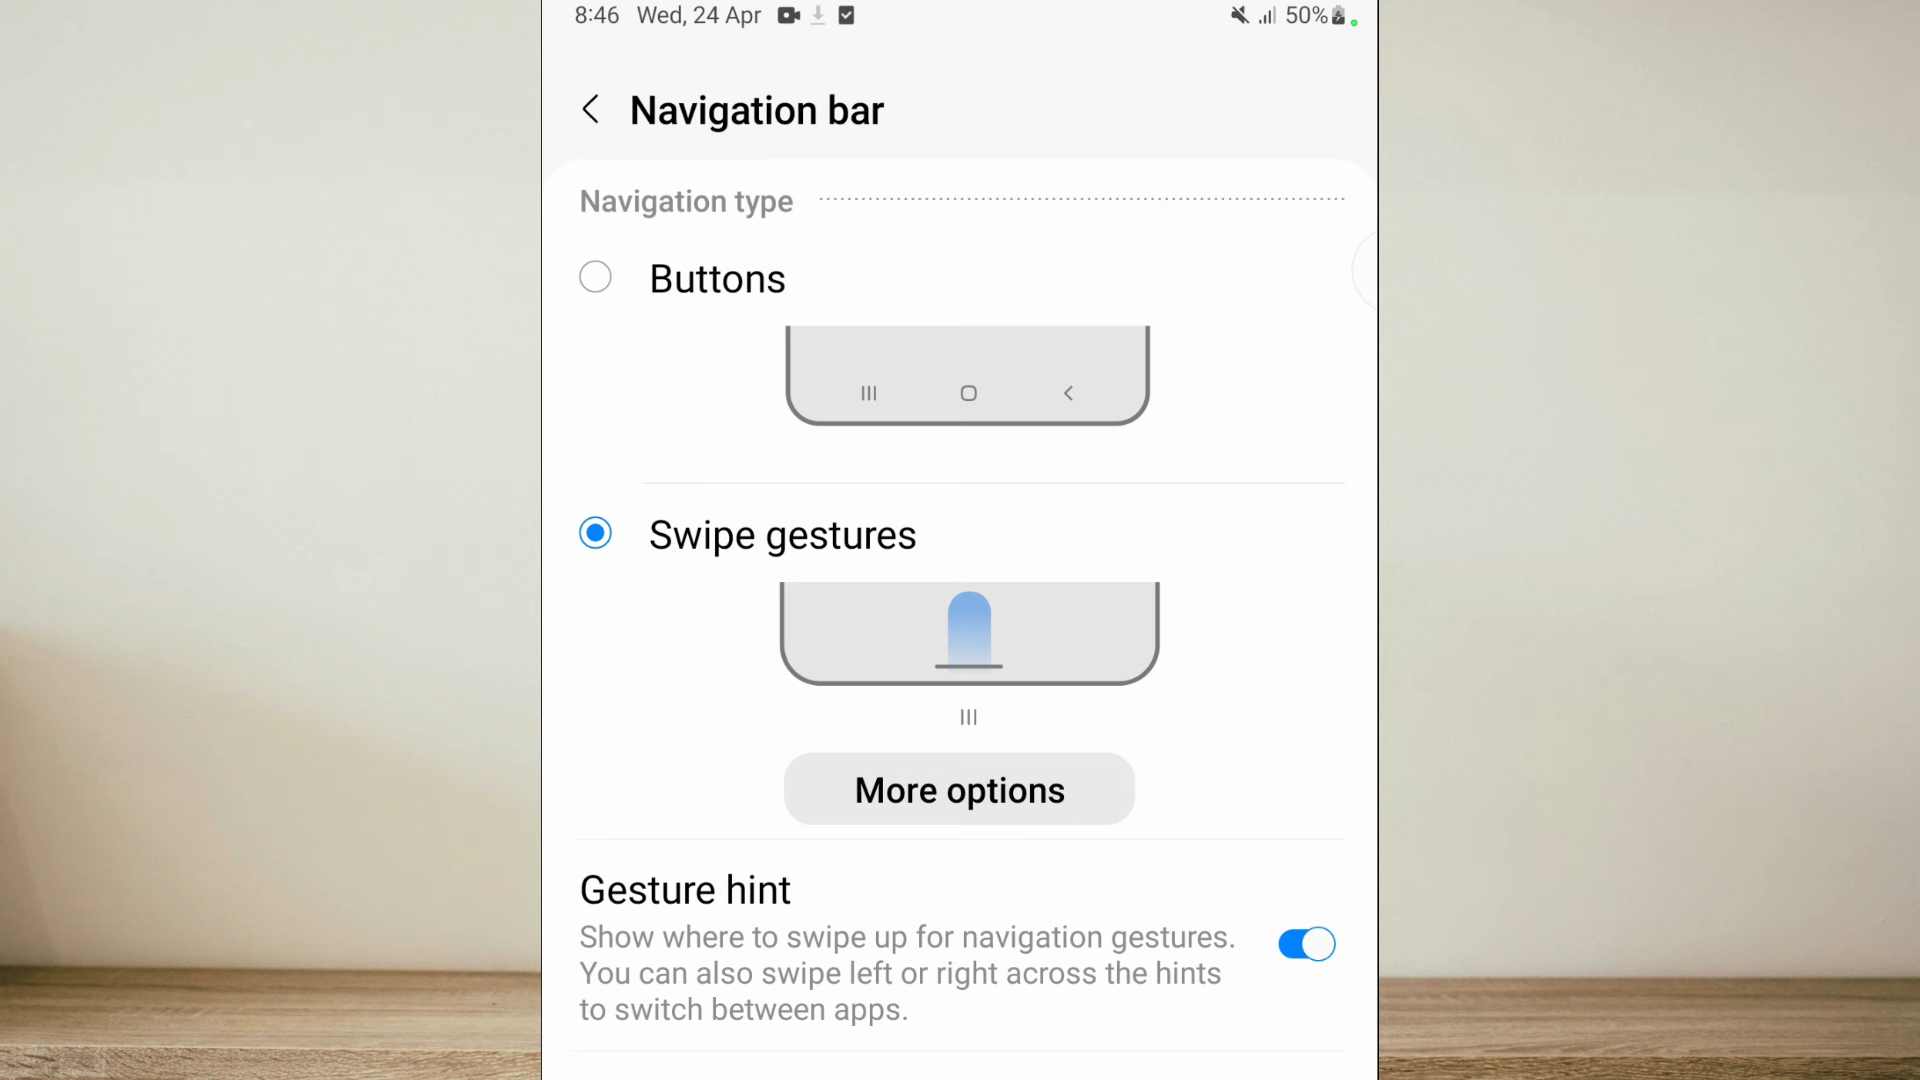 8:46 Wed, 24 Apr 50%
Navigation bar
Navigation type
Buttons
Swipe gestures
More options
Gesture hint
Show where to swipe up for navigation gestures.
You can also swipe left or right across the hints
to switch between apps.